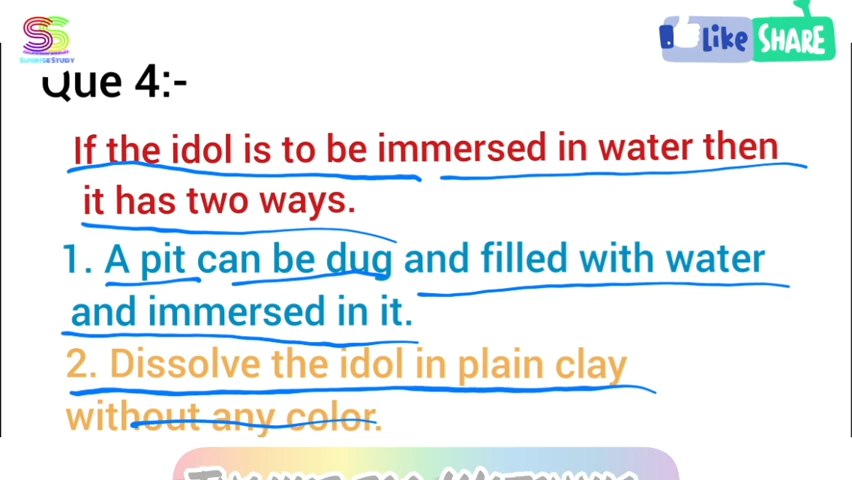 SS
SUNIRSESTUDY
Like SHARE
Que 4:-
If the idol is to be immersed in water then
it has two ways.
1. A pit can be dug and filled with water
and immersed in it.
2. Dissolve the idol in plain clay
without any color.